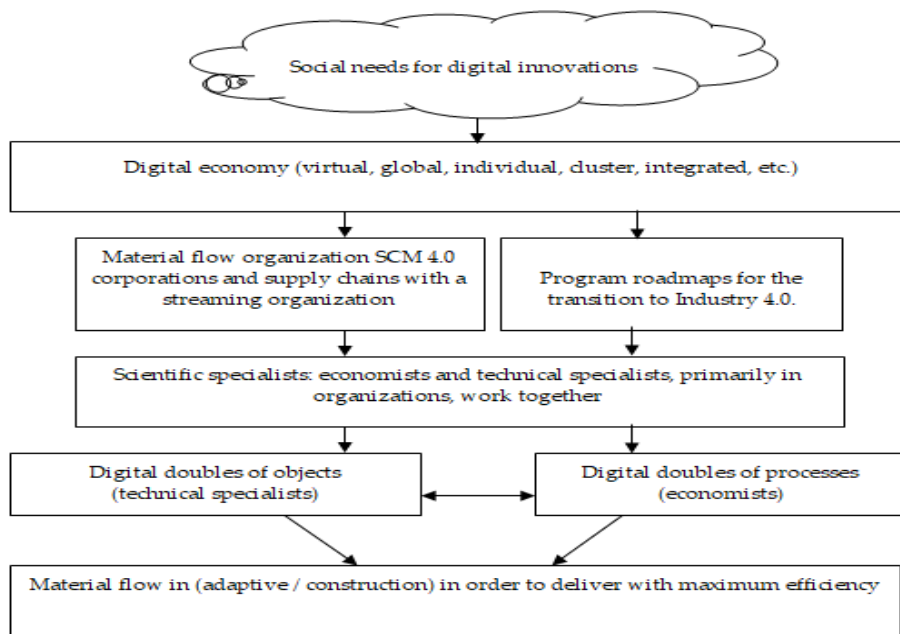 Social needs for digital innovations
Digital economy (virtual, global, individual, cluster, integrated, etc.)
Material flow organization SCM 4.0
corporations and supply chains with a
streaming organization
Program roadmaps for the
transition to Industry 4.0.
Scientific specialists: economists and technical specialists, primarily in
organizations, work together
Digital doubles of objects
(technical specialists)
Digital doubles of processes
(economists)
Material flow in (adaptive / construction) in order to deliver with maximum efficiency